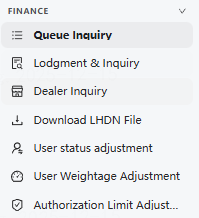 FINANCE
Queue Inquiry
Lodgment & Inquiry
Dealer Inquiry
Download LHDN File
User status adjustment
User Weightage Adjustment
Authorization Limit Adjust...